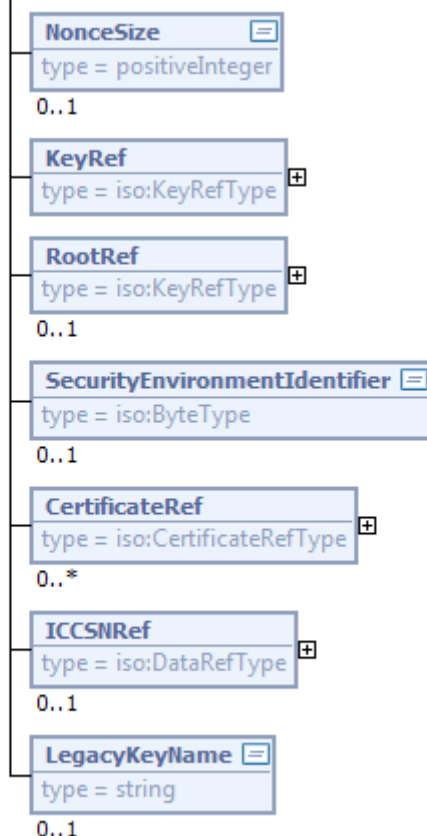 NonceSize
type = positiveInteger
0..1
KeyRef
type = iso:KeyRefType
RootRef
type = iso:KeyRefType
0..1
SecurityEnvironmentIdentifier
type = iso:ByteType
0..1
CertificateRef
type = iso:CertificateRefType
0..*
ICCSNRef
type = iso:DataRefType
0..1
LegacyKeyName
type = string
0..1